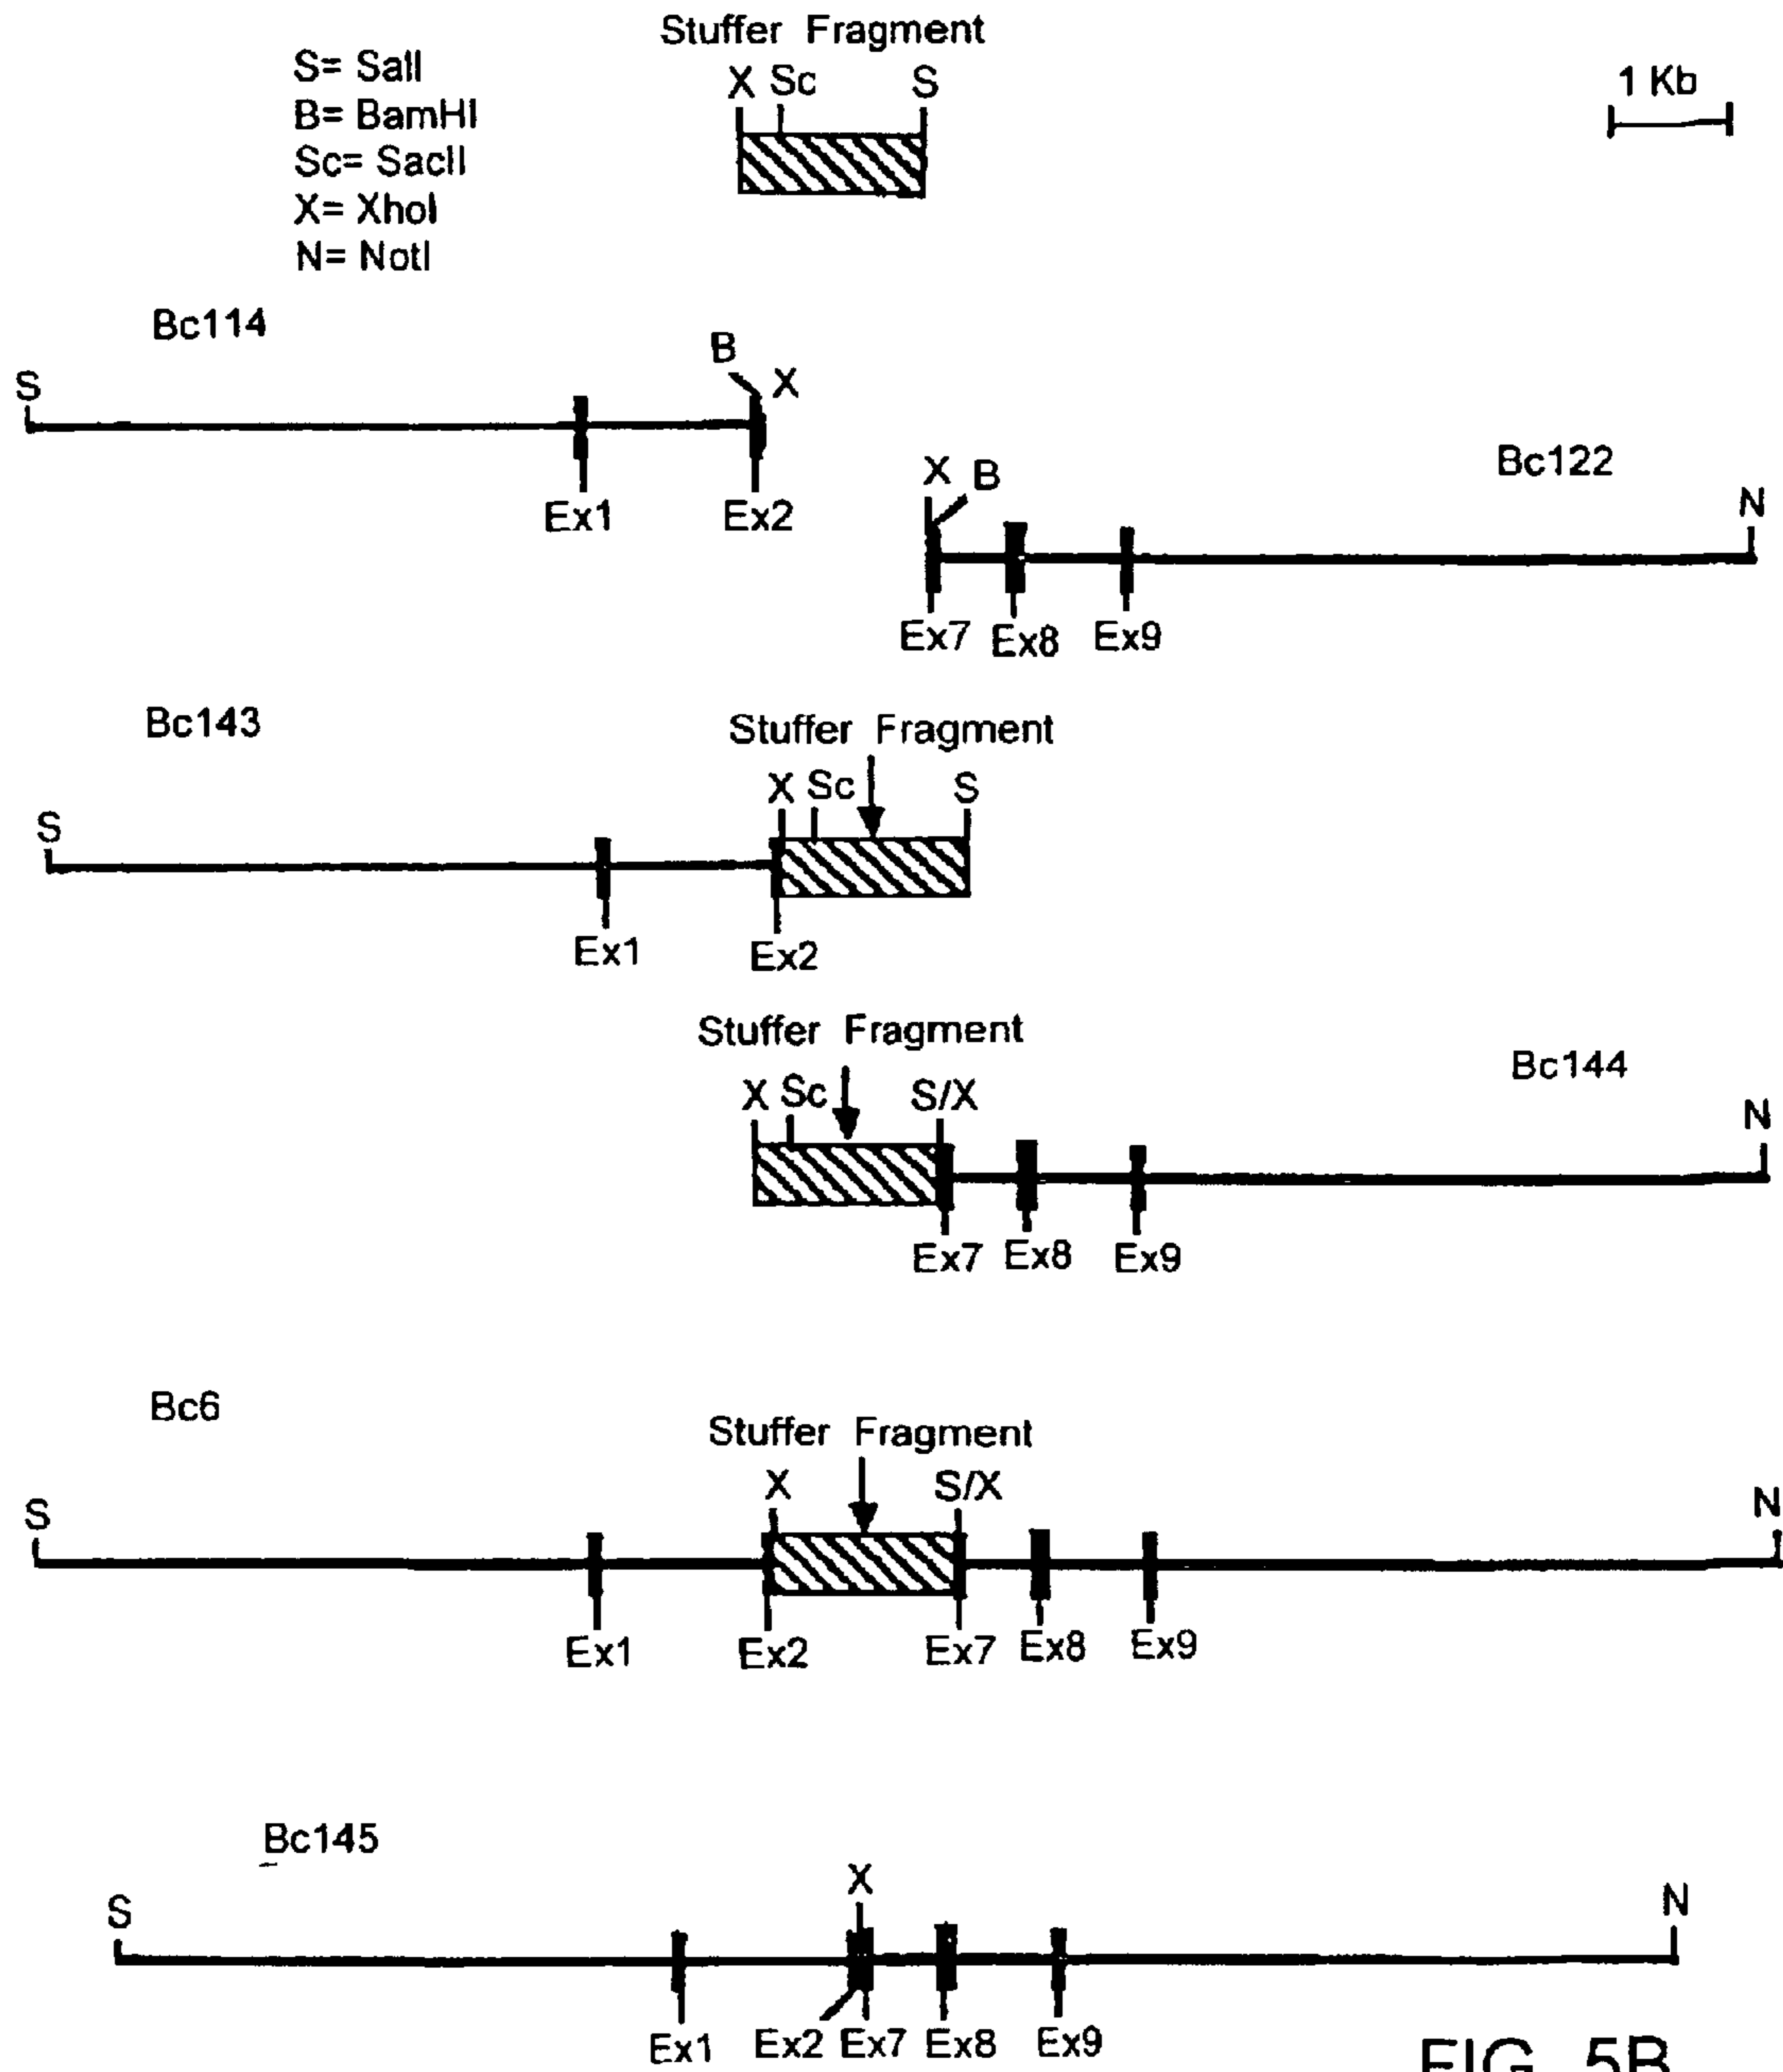 Stuffer Fragment
S= SalI
B= BamHI
Sc= SacII
X= XhoI
N= NotI
X Sc S
1 Kb
Bc114
S
B X
Ex1 Ex2
Bc122
X B
N
Ex7 Ex8 Ex9
Bc143
Stuffer Fragment
S
X Sc S
Ex1 Ex2
Stuffer Fragment
Bc144
X Sc S/X
N
Ex7 Ex8 Ex9
Bc6
Stuffer Fragment
S
X S/X
N
Ex1 Ex2 Ex7 Ex8 Ex9
Bc145
S
X
N
Ex1 Ex2 Ex7 Ex8 Ex9
FIG. 5B